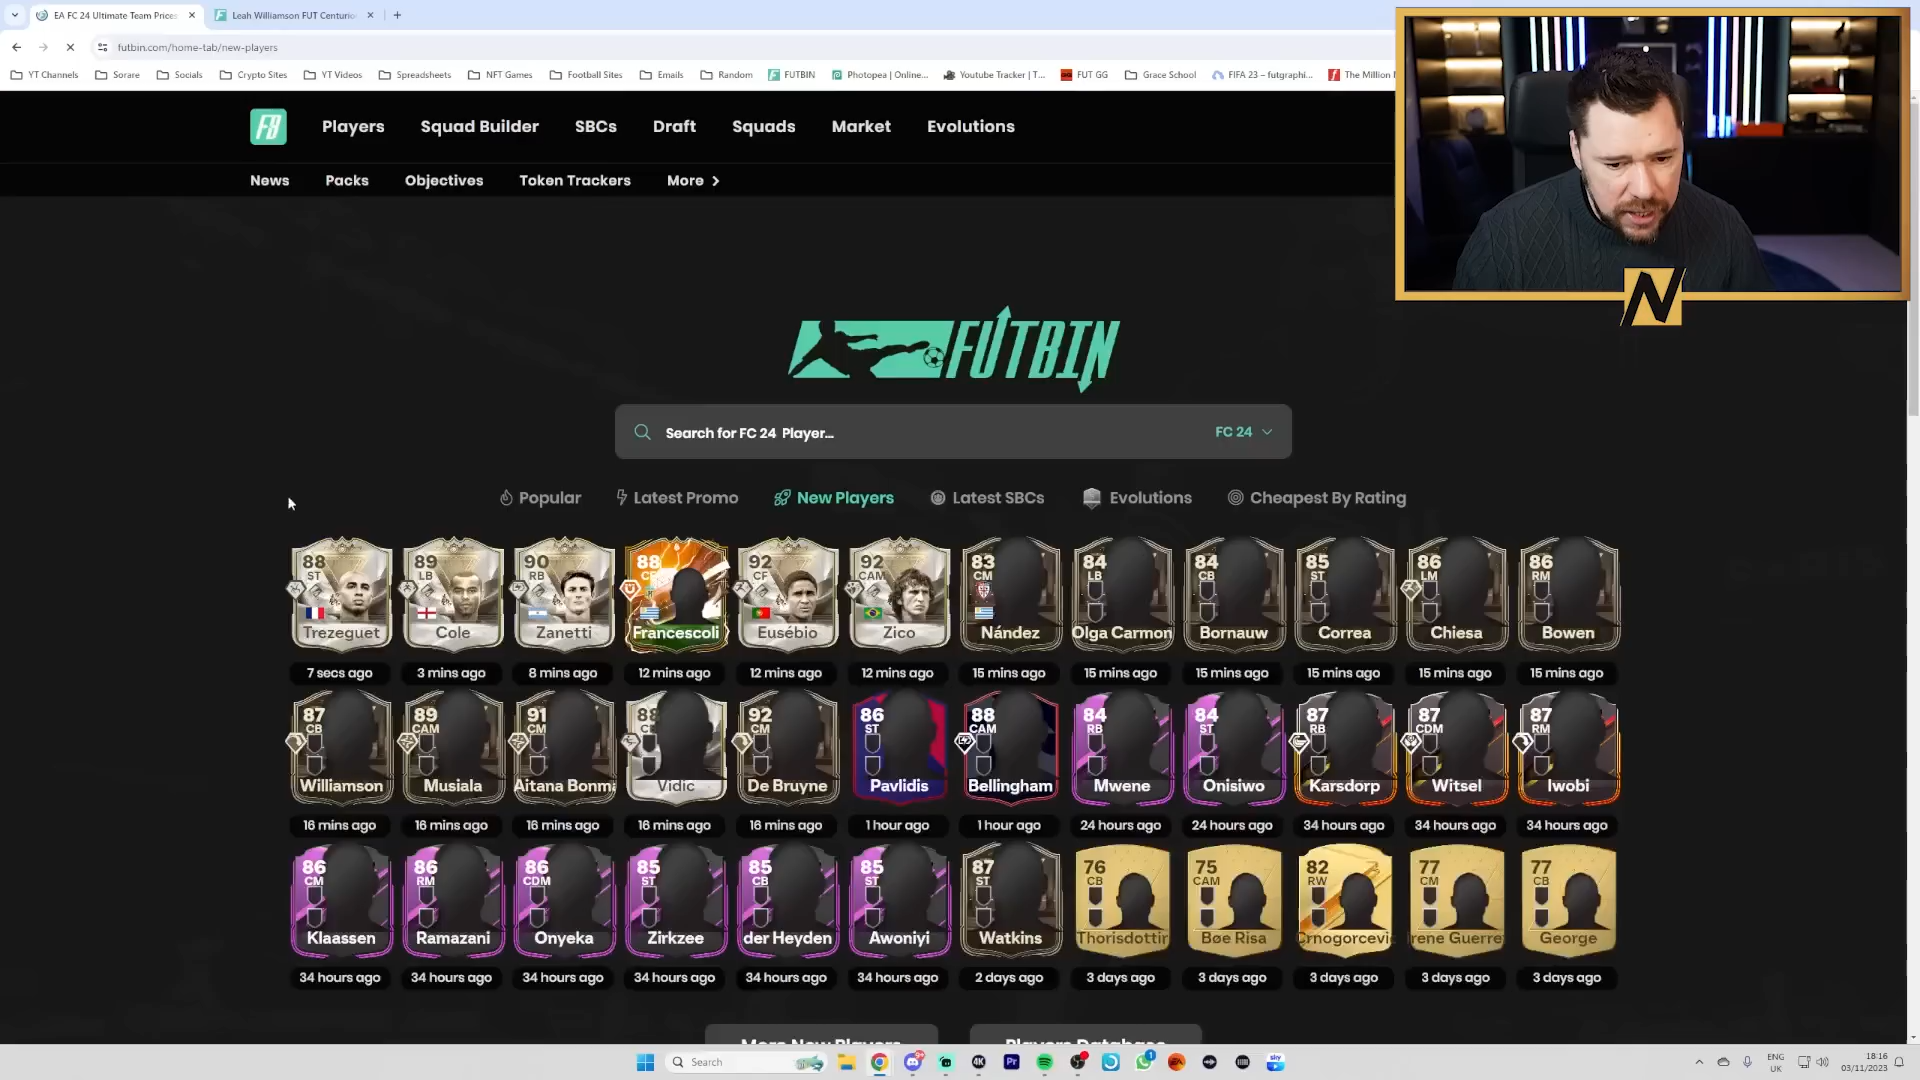 EA FC 24 Ultimate Team Prices
Leah Williamson FUT Centurio
futbin.com/home-tab/new-players
YT Channels Sorare Socials Crypto Sites YT Videos Spreadsheets NFT Games Football Sites Emails Random FUTBIN Photopea | Online... Youtube Tracker | T... FUT GG Grace School FIFA 23 – futgraphi... The Million
Players Squad Builder SBCs Draft Squads Market Evolutions
News Packs Objectives Token Trackers More
FUTBIN
Search for FC 24 Player... FC 24
Popular Latest Promo New Players Latest SBCs Evolutions Cheapest By Rating
88 89 90 88 92 92 83 84 84 85 86 86
ST LB RB CF CF CAM CM LB CB ST LM RM
Trezeguet Cole Zanetti Francescoli Eusébio Zico Nández Olga Carmon Bornauw Correa Chiesa Bowen
7 secs ago 3 mins ago 8 mins ago 12 mins ago 12 mins ago 12 mins ago 15 mins ago 15 mins ago 15 mins ago 15 mins ago 15 mins ago 15 mins ago
87 89 91 88 92 86 88 84 84 87 87 87
CB CAM CM CM ST CAM RB ST RB CDM RM
Williamson Musiala Aitana Bonma Vidic De Bruyne Pavlidis Bellingham Mwene Onisiwo Karsdorp Witsel Iwobi
16 mins ago 16 mins ago 16 mins ago 16 mins ago 16 mins ago 1 hour ago 1 hour ago 24 hours ago 24 hours ago 34 hours ago 34 hours ago 34 hours ago
86 86 86 85 85 85 87 76 75 82 77 77
CM RM CDM ST CB ST ST CB CAM RW CM CB
Klaassen Ramazani Onyeka Zirkzee der Heyden Awoniyi Watkins Thorisdottir Bøe Risa Crnogorcevic Irene Guerre George
34 hours ago 34 hours ago 34 hours ago 34 hours ago 34 hours ago 34 hours ago 2 days ago 3 days ago 3 days ago 3 days ago 3 days ago 3 days ago
More New Players Players Database
Search
ENG
UK
18:16
03/11/2023